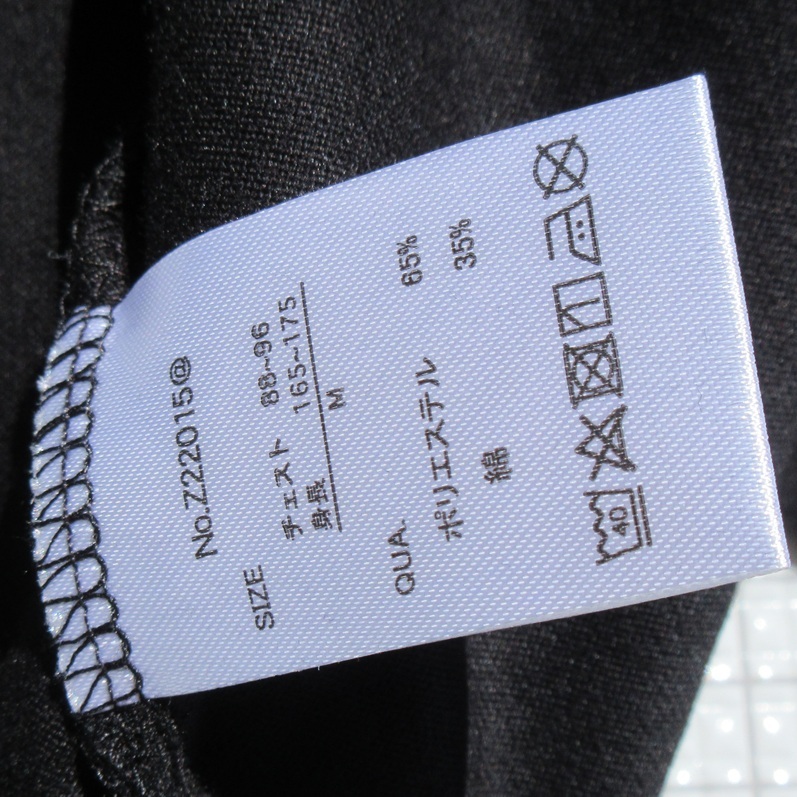 No.Z22015@
SIZE
チェスト 88~96
身長 165~175
M
QUA.
ポリエステル 65%
綿 35%
40